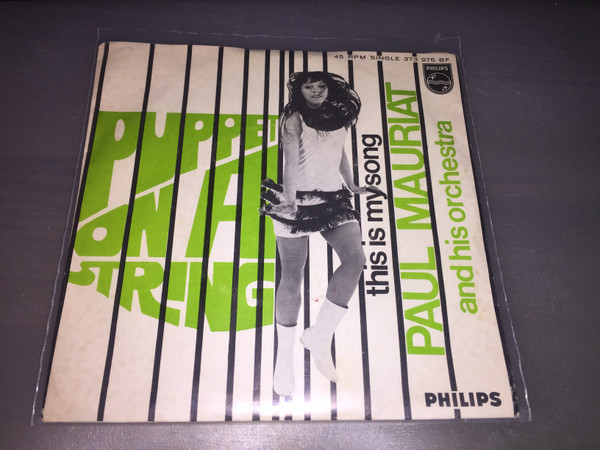 45 RPM SINGLE 373 975 BF
PHILIPS
PUPPET
ON A
STRING
this is my song
PAUL MAURIAT
and his orchestra
PHILIPS